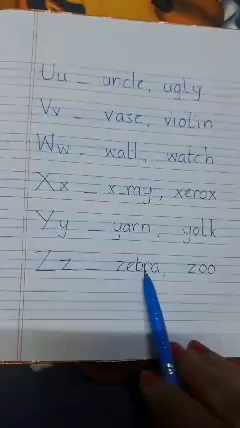 Uu - uncle, ugly
Vv - vase, violin
Ww - wall, watch
Xx - x-ray, xerox
Yy - yarn, yolk
Zz - zebra, zoo